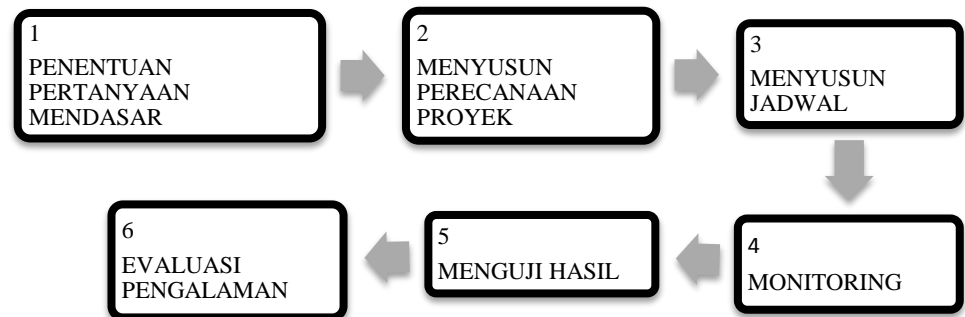 1
PENENTUAN
PERTANYAAN
MENDASAR
2
MENYUSUN
PERECANAAN
PROYEK
3
MENYUSUN
JADWAL
4
MONITORING
5
MENGUJI HASIL
6
EVALUASI
PENGALAMAN